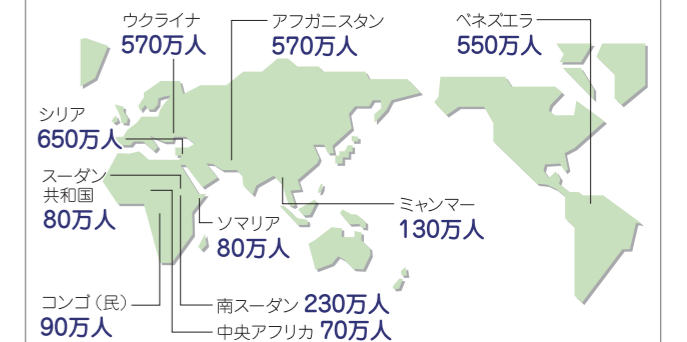 ウクライナ
570万人
アフガニスタン
570万人
ベネズエラ
550万人
シリア
650万人
スーダン
共和国
80万人
ソマリア
80万人
ミャンマー
130万人
コンゴ（民）
90万人
南スーダン 230万人
中央アフリカ 70万人